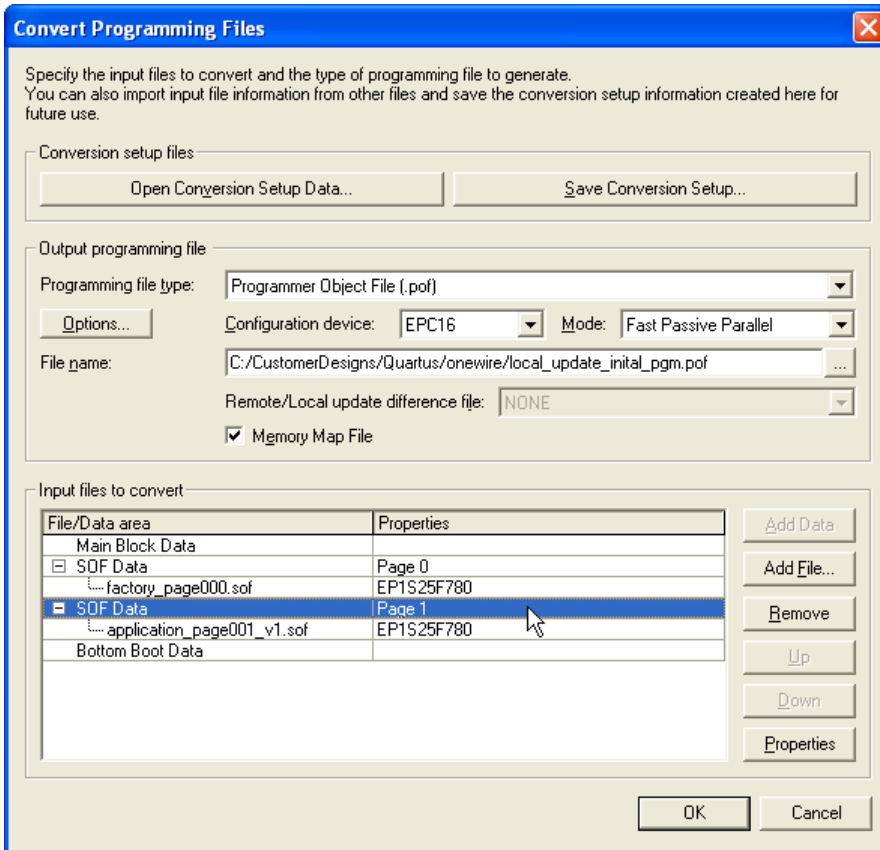 Convert Programming Files
Specify the input files to convert and the type of programming file to generate.
You can also import input file information from other files and save the conversion setup information created here for
future use.
Conversion setup files
Open Conversion Setup Data...
Save Conversion Setup...
Output programming file
Programming file type:
Programmer Object File (.pof)
Options...
Configuration device:
EPC16
Mode:
Fast Passive Parallel
File name:
C:/CustomerDesigns/Quartus/onewire/local_update_inital_pgm.pof
...
Remote/Local update difference file:
NONE
Memory Map File
Input files to convert
File/Data area
Properties
Main Block Data
SOF Data
Page 0
factory_page000.sof
EP1S25F780
SOF Data
Page 1
application_page001_v1.sof
EP1S25F780
Bottom Boot Data
Add Data
Add File...
Remove
Up
Down
Properties
OK
Cancel